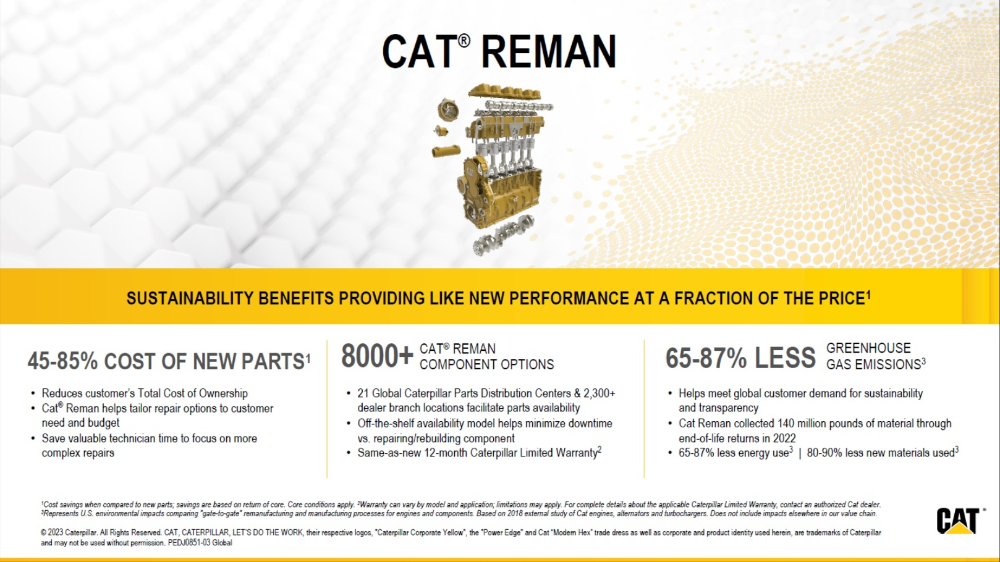 CAT® REMAN
CAT
SUSTAINABILITY BENEFITS PROVIDING LIKE NEW PERFORMANCE AT A FRACTION OF THE PRICE¹
45-85% COST OF NEW PARTS¹
• Reduces customer’s Total Cost of Ownership
• Cat® Reman helps tailor repair options to customer
need and budget
• Save valuable technician time to focus on more
complex repairs
8000+ CAT® REMAN
COMPONENT OPTIONS
• 21 Global Caterpillar Parts Distribution Centers & 2,300+
dealer branch locations facilitate parts availability
• Off-the-shelf availability model helps minimize downtime
vs. repairing/rebuilding component
• Same-as-new 12-month Caterpillar Limited Warranty²
65-87% LESS GREENHOUSE
GAS EMISSIONS³
• Helps meet global customer demand for sustainability
and transparency
• Cat Reman collected 140 million pounds of material through
end-of-life returns in 2022
• 65-87% less energy use³ | 80-90% less new materials used³
¹Cost savings when compared to new parts; savings are based on return of core. Core conditions apply. ²Warranty can vary by model and application; limitations may apply. For complete details about the applicable Caterpillar Limited Warranty, contact an authorized Cat dealer.
³Represents U.S. environmental impacts comparing "gate-to-gate" remanufacturing and manufacturing processes for engines and components. Based on 2018 external study of Cat engines, alternators and turbochargers. Does not include impacts elsewhere in our value chain.
© 2023 Caterpillar. All Rights Reserved. CAT, CATERPILLAR, LET’S DO THE WORK, their respective logos, "Caterpillar Corporate Yellow", the "Power Edge" and Cat “Modern Hex” trade dress as well as corporate and product identity used herein, are trademarks of Caterpillar
and may not be used without permission. PEDJ0851-03 Global
CAT®